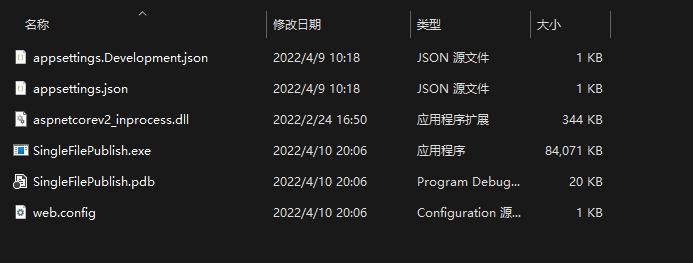 名称 修改日期 类型 大小
appsettings.Development.json 2022/4/9 10:18 JSON 源文件 1 KB
appsettings.json 2022/4/9 10:18 JSON 源文件 1 KB
aspnetcorev2_inprocess.dll 2022/2/24 16:50 应用程序扩展 344 KB
SingleFilePublish.exe 2022/4/10 20:06 应用程序 84,071 KB
SingleFilePublish.pdb 2022/4/10 20:06 Program Debug... 20 KB
web.config 2022/4/10 20:06 Configuration 源... 1 KB